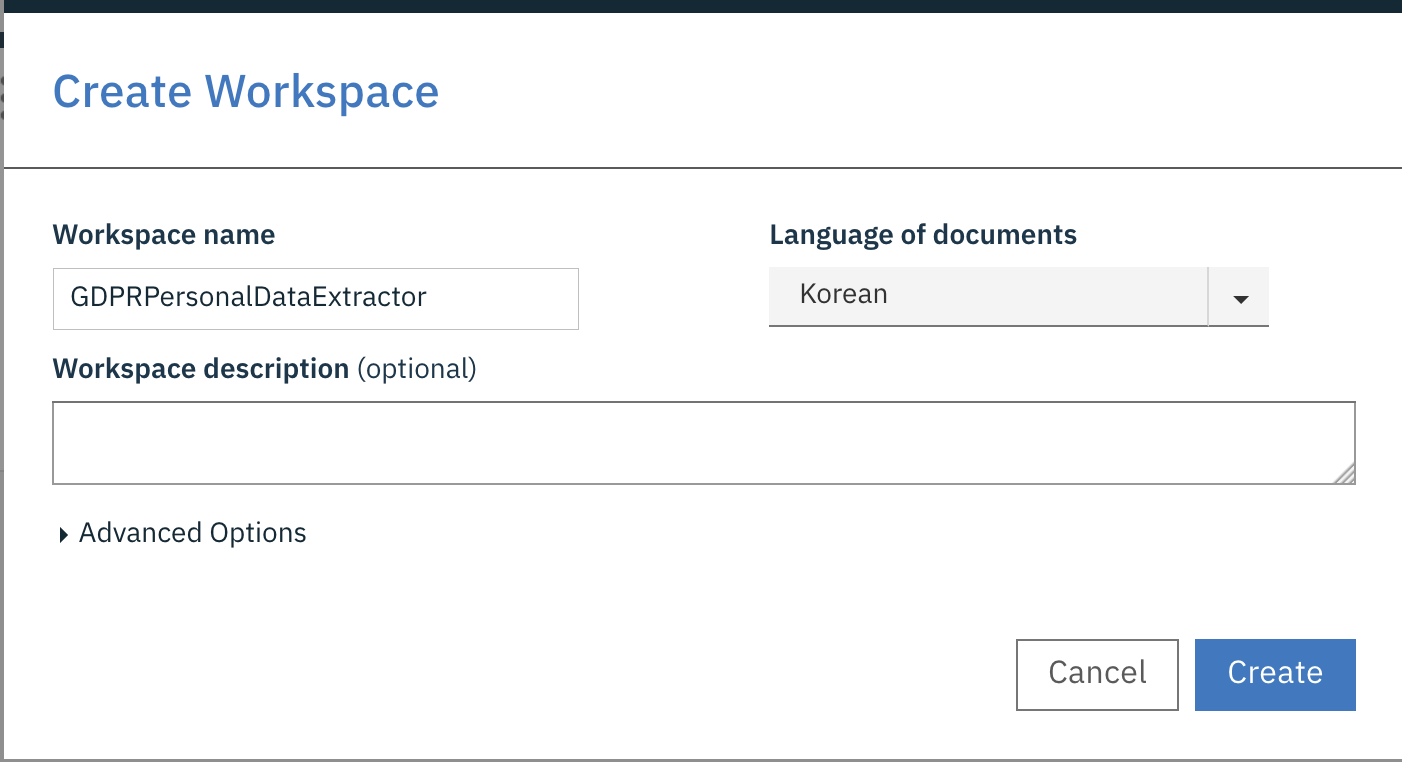 Create Workspace
Workspace name
Language of documents
GDPRPersonalDataExtractor
Korean
Workspace description (optional)
Advanced Options
Cancel
Create